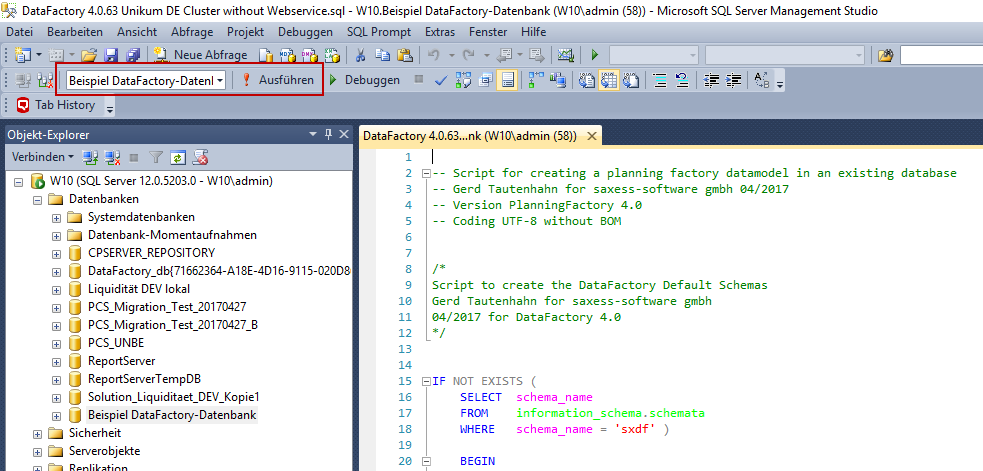 DataFactory 4.0.63 Unikum DE Cluster without Webservice.sql - W10.Beispiel DataFactory-Datenbank (W10\admin (58)) - Microsoft SQL Server Management Studio
Datei Bearbeiten Ansicht Abfrage Projekt Debuggen SQL Prompt Extras Fenster Hilfe
Neue Abfrage
Beispiel DataFactory-Datenl Ausführen Debuggen
Tab History
Objekt-Explorer
Verbinden
W10 (SQL Server 12.0.5203.0 - W10\admin)
Datenbanken
Systemdatenbanken
Datenbank-Momentaufnahmen
CPSERVER_REPOSITORY
DataFactory_db{71662364-A18E-4D16-9115-020D8
Liquidität DEV lokal
PCS_Migration_Test_20170427
PCS_Migration_Test_20170427_B
PCS_UNBE
ReportServer
ReportServerTempDB
Solution_Liquiditaet_DEV_Kopie1
Beispiel DataFactory-Datenbank
Sicherheit
Serverobjekte
Replikation
DataFactory 4.0.63...nk (W10\admin (58))
1
2 -- Script for creating a planning factory datamodel in an existing database
3 -- Gerd Tautenhahn for saxess-software gmbh 04/2017
4 -- Version PlanningFactory 4.0
5 -- Coding UTF-8 without BOM
6
7
8 /*
9 Script to create the DataFactory Default Schemas
10 Gerd Tautenhahn for saxess-software gmbh
11 04/2017 for DataFactory 4.0
12 */
13
14
15 IF NOT EXISTS (
16 SELECT schema_name
17 FROM information_schema.schemata
18 WHERE schema_name = 'sxdf' )
19
20 BEGIN